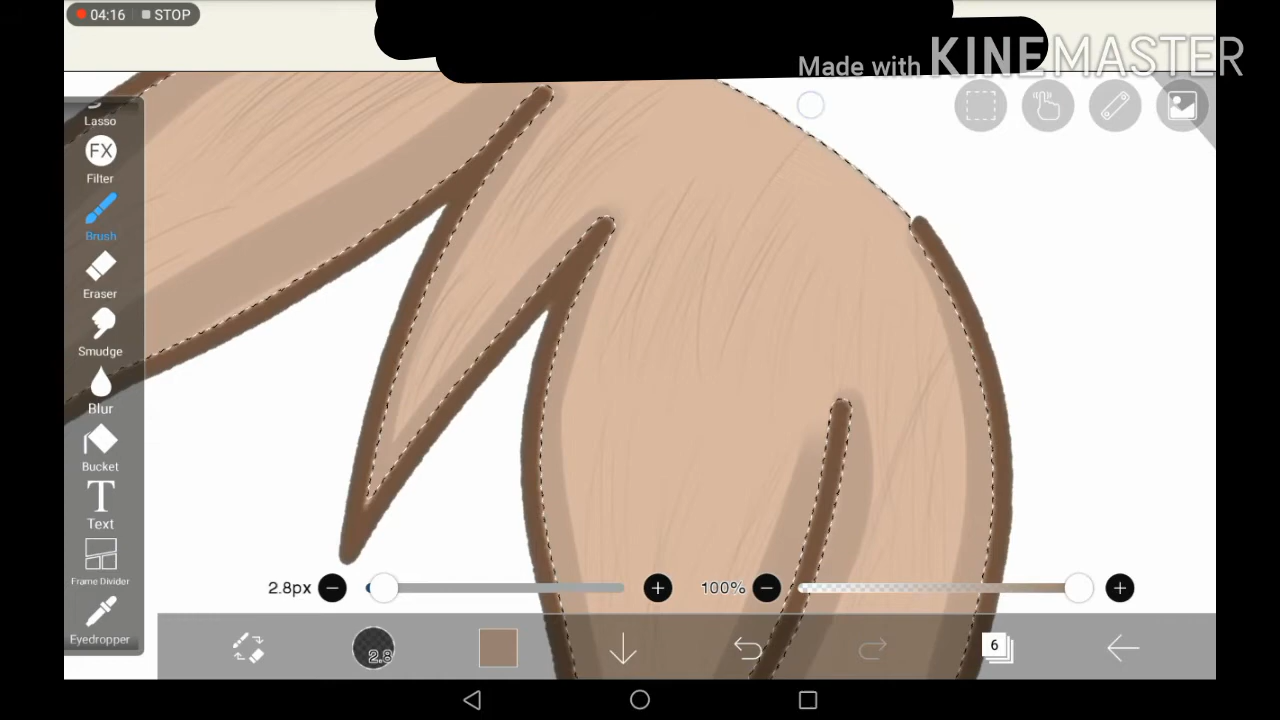 04:16 STOP
Made with KINEMASTER
Lasso
FX
Filter
Brush
Eraser
Smudge
Blur
Bucket
T
Text
Frame Divider
Eyedropper
2.8px 100%
2.8 6